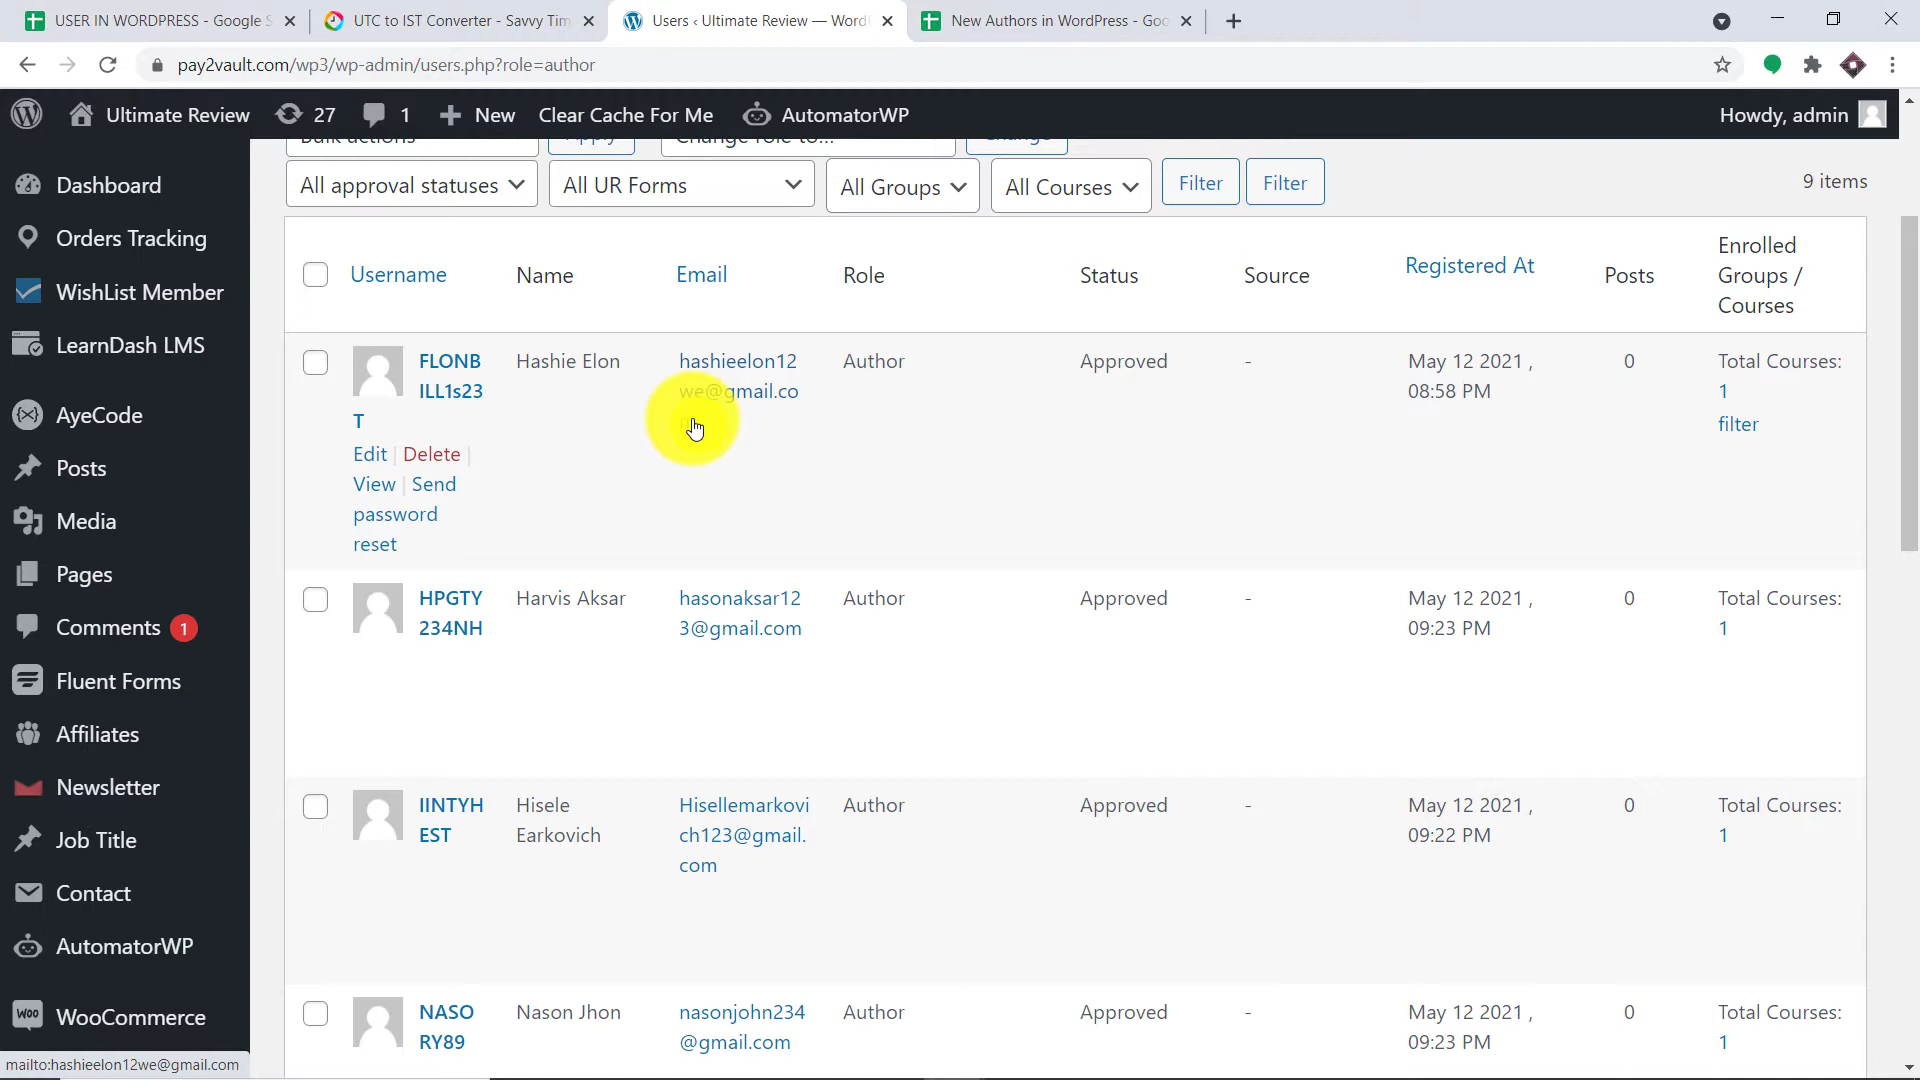 USER IN WORDPRESS - Google S
UTC to IST Converter - Savvy Tim
Users ‹ Ultimate Review — Word
New Authors in WordPress - Goo
pay2vault.com/wp3/wp-admin/users.php?role=author
Ultimate Review 27 1 New Clear Cache For Me AutomatorWP
Howdy, admin
Bulk actions Apply Change role to... Change
All approval statuses All UR Forms All Groups All Courses Filter Filter
9 items
Dashboard
Orders Tracking
WishList Member
LearnDash LMS
AyeCode
Posts
Media
Pages
Comments 1
Fluent Forms
Affiliates
Newsletter
Job Title
Contact
AutomatorWP
WOO WooCommerce
mailto:hashieelon12we@gmail.com
Username Name Email Role Status Source Registered At Posts
Enrolled
Groups /
Courses
FLONB
ILL1s23
T
Edit | Delete |
View | Send
password
reset
Hashie Elon
hashieelon12
we@gmail.co
Author
Approved
-
May 12 2021 ,
08:58 PM
0
Total Courses:
1
filter
HPGTY
234NH
Harvis Aksar
hasonaksar12
3@gmail.com
Author
Approved
-
May 12 2021 ,
09:23 PM
0
Total Courses:
1
IINTYH
EST
Hisele
Earkovich
Hisellemarkovi
ch123@gmail.
com
Author
Approved
-
May 12 2021 ,
09:22 PM
0
Total Courses:
1
NASO
RY89
Nason Jhon
nasonjohn234
@gmail.com
Author
Approved
-
May 12 2021 ,
09:23 PM
0
Total Courses:
1